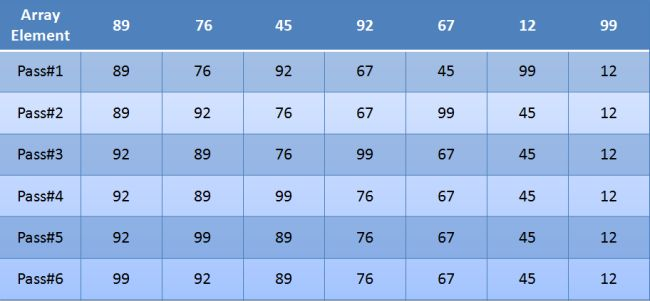 Array Element 89 76 45 92 67 12 99
Pass#1 89 76 92 67 45 99 12
Pass#2 89 92 76 67 99 45 12
Pass#3 92 89 76 99 67 45 12
Pass#4 92 89 99 76 67 45 12
Pass#5 92 99 89 76 67 45 12
Pass#6 99 92 89 76 67 45 12